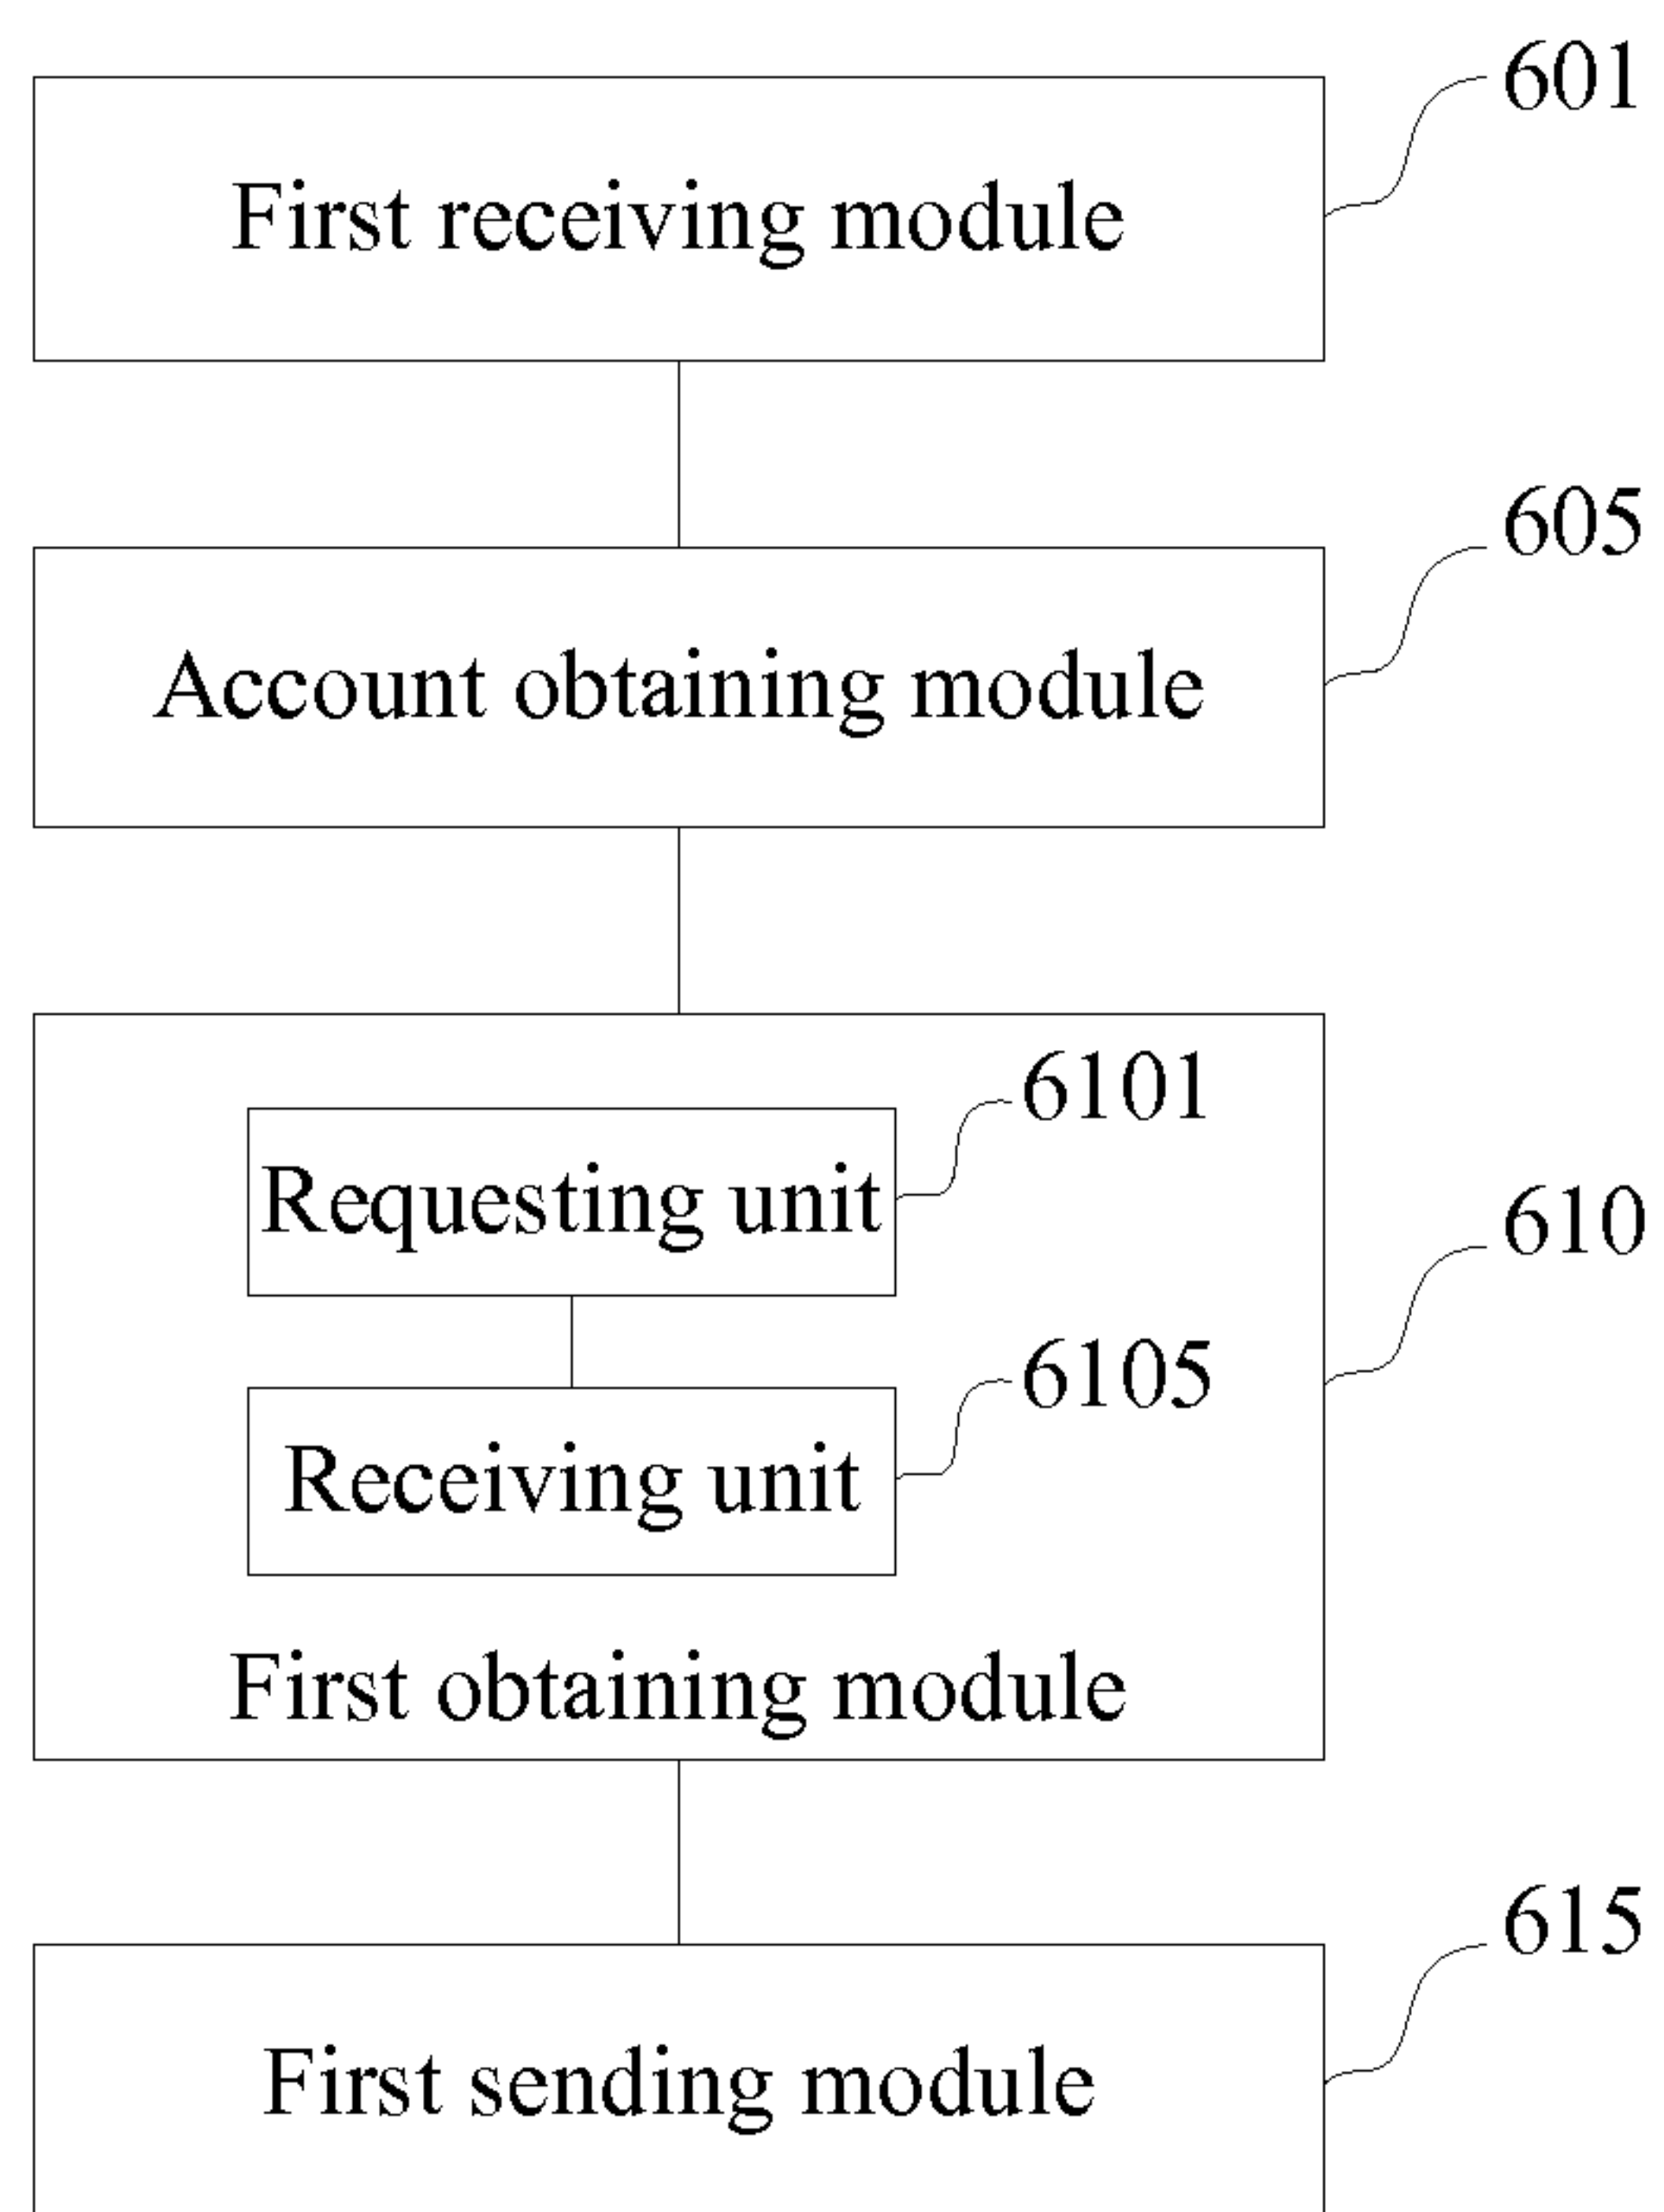 601
First receiving module
605
Account obtaining module
6101
Requesting unit
610
6105
Receiving unit
First obtaining module
615
First sending module